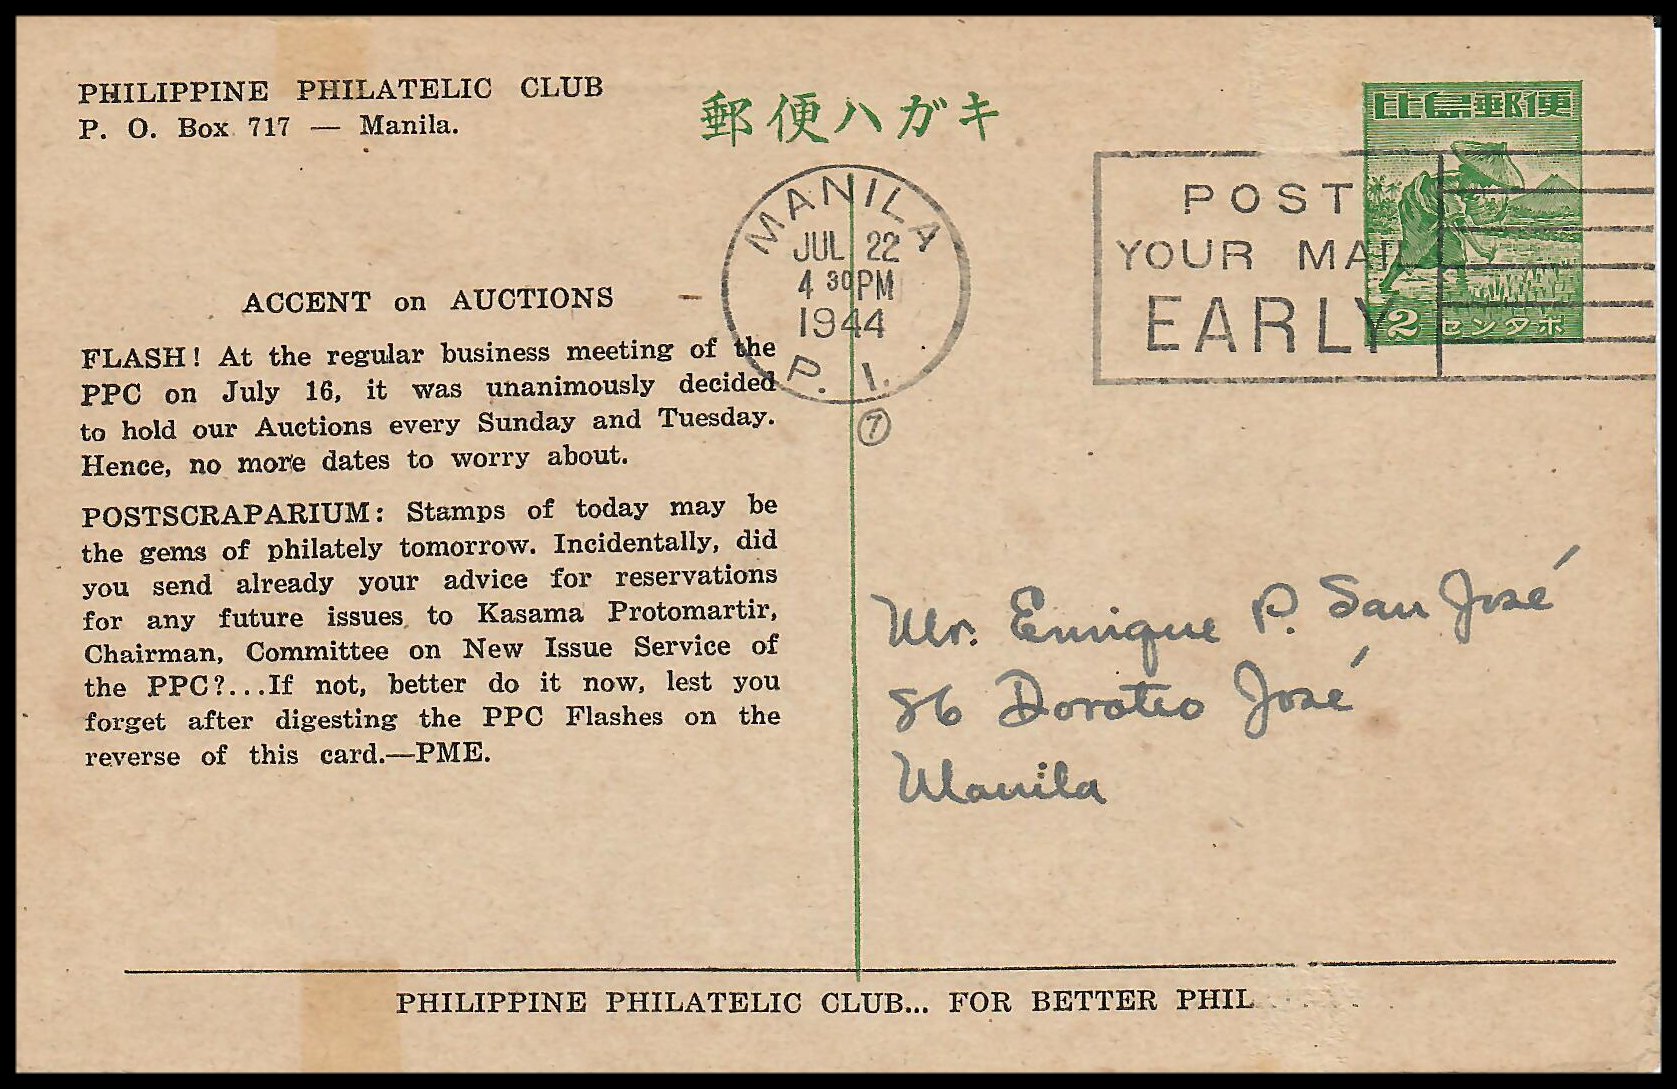 PHILIPPINE PHILATELIC CLUB
P. O. Box 717 — Manila.
郵便ハガキ
比島郵便
2 センタボ
MANILA
JUL 22
4 30 PM
1944
P. I.
7
POST
YOUR MAIL
EARLY
ACCENT on AUCTIONS
FLASH! At the regular business meeting of the
PPC on July 16, it was unanimously decided
to hold our Auctions every Sunday and Tuesday.
Hence, no more dates to worry about.
POSTSCRAPARIUM: Stamps of today may be
the gems of philately tomorrow. Incidentally, did
you send already your advice for reservations
for any future issues to Kasama Protomartir,
Chairman, Committee on New Issue Service of
the PPC?...If not, better do it now, lest you
forget after digesting the PPC Flashes on the
reverse of this card.—PME.
Mr. Enrique P. San José
86 Doroteo José
Manila
PHILIPPINE PHILATELIC CLUB... FOR BETTER PHIL